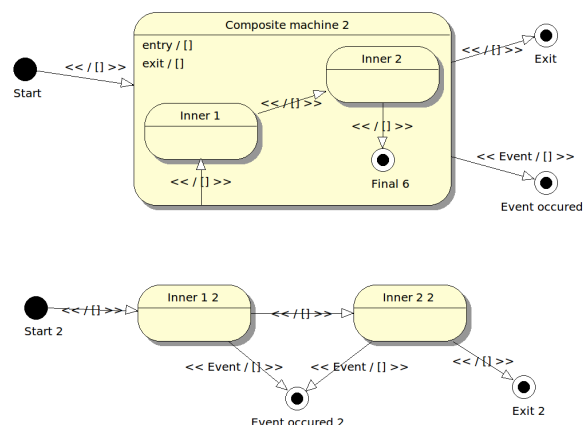 Composite machine 2
entry / []
exit / []
<< / [] >>
Start
Inner 2
<< / [] >>
Exit
Inner 1
<< / [] >>
<< / [] >>
<< Event / [] >>
Final 6
<< / [] >>
Event occured
Inner 1 2
Inner 2 2
<< / [] >>
Start 2
<< / [] >>
<< Event / [] >>
<< Event / [] >>
<< / [] >>
Exit 2
Event occured 2